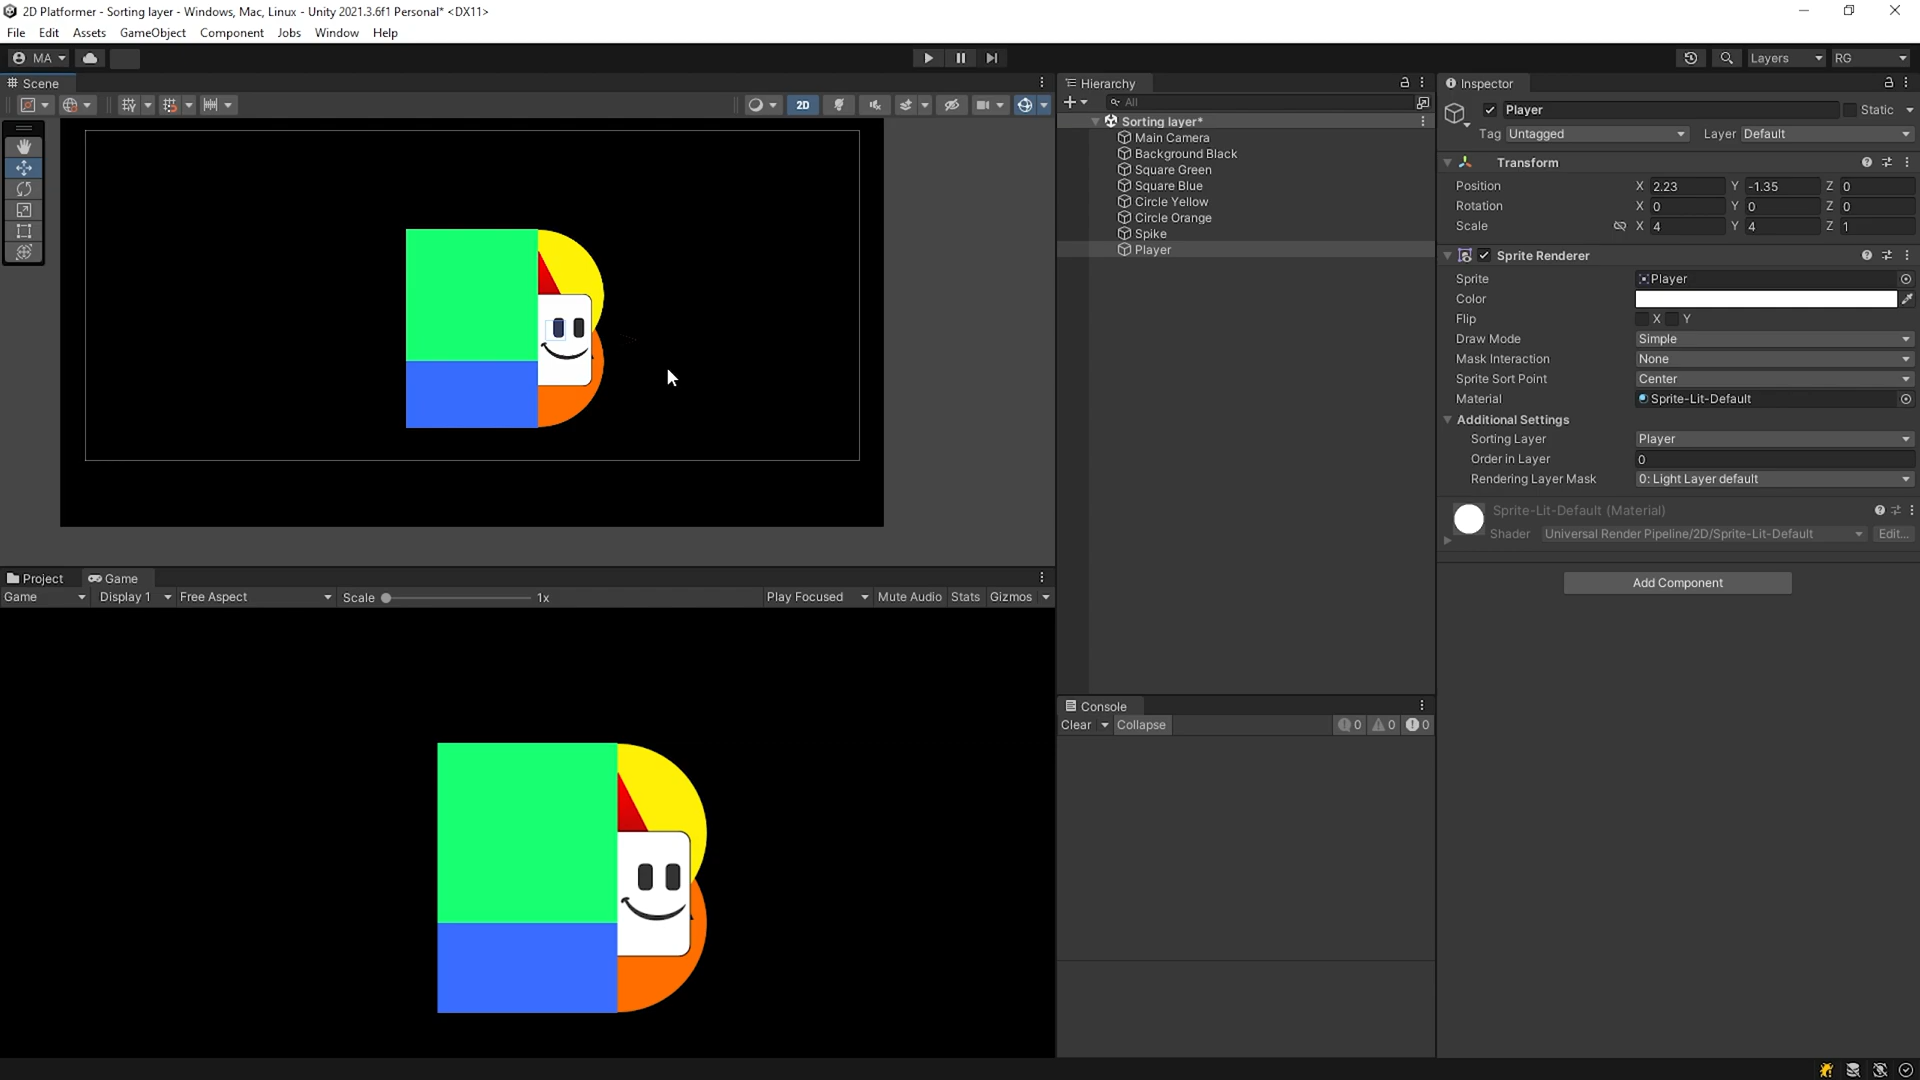 2D Platformer - Sorting layer - Windows, Mac, Linux - Unity 2021.3.6f1 Personal* <DX11>
File Edit Assets GameObject Component Jobs Window Help
MA Layers RG
Scene
2D
Hierarchy
All
Sorting layer*
Main Camera
Background Black
Square Green
Square Blue
Circle Yellow
Circle Orange
Spike
Player
Inspector
Player Static
Tag Untagged Layer Default
Transform
Position X 2.23 Y -1.35 Z 0
Rotation X 0 Y 0 Z 0
Scale X 4 Y 4 Z 1
Sprite Renderer
Sprite Player
Color
Flip X Y
Draw Mode Simple
Mask Interaction None
Sprite Sort Point Center
Material Sprite-Lit-Default
Additional Settings
Sorting Layer Player
Order in Layer 0
Rendering Layer Mask 0: Light Layer default
Sprite-Lit-Default (Material)
Shader Universal Render Pipeline/2D/Sprite-Lit-Default Edit...
Add Component
Project Game
Game Display 1 Free Aspect Scale 1x Play Focused Mute Audio Stats Gizmos
Console
Clear Collapse 0 0 0